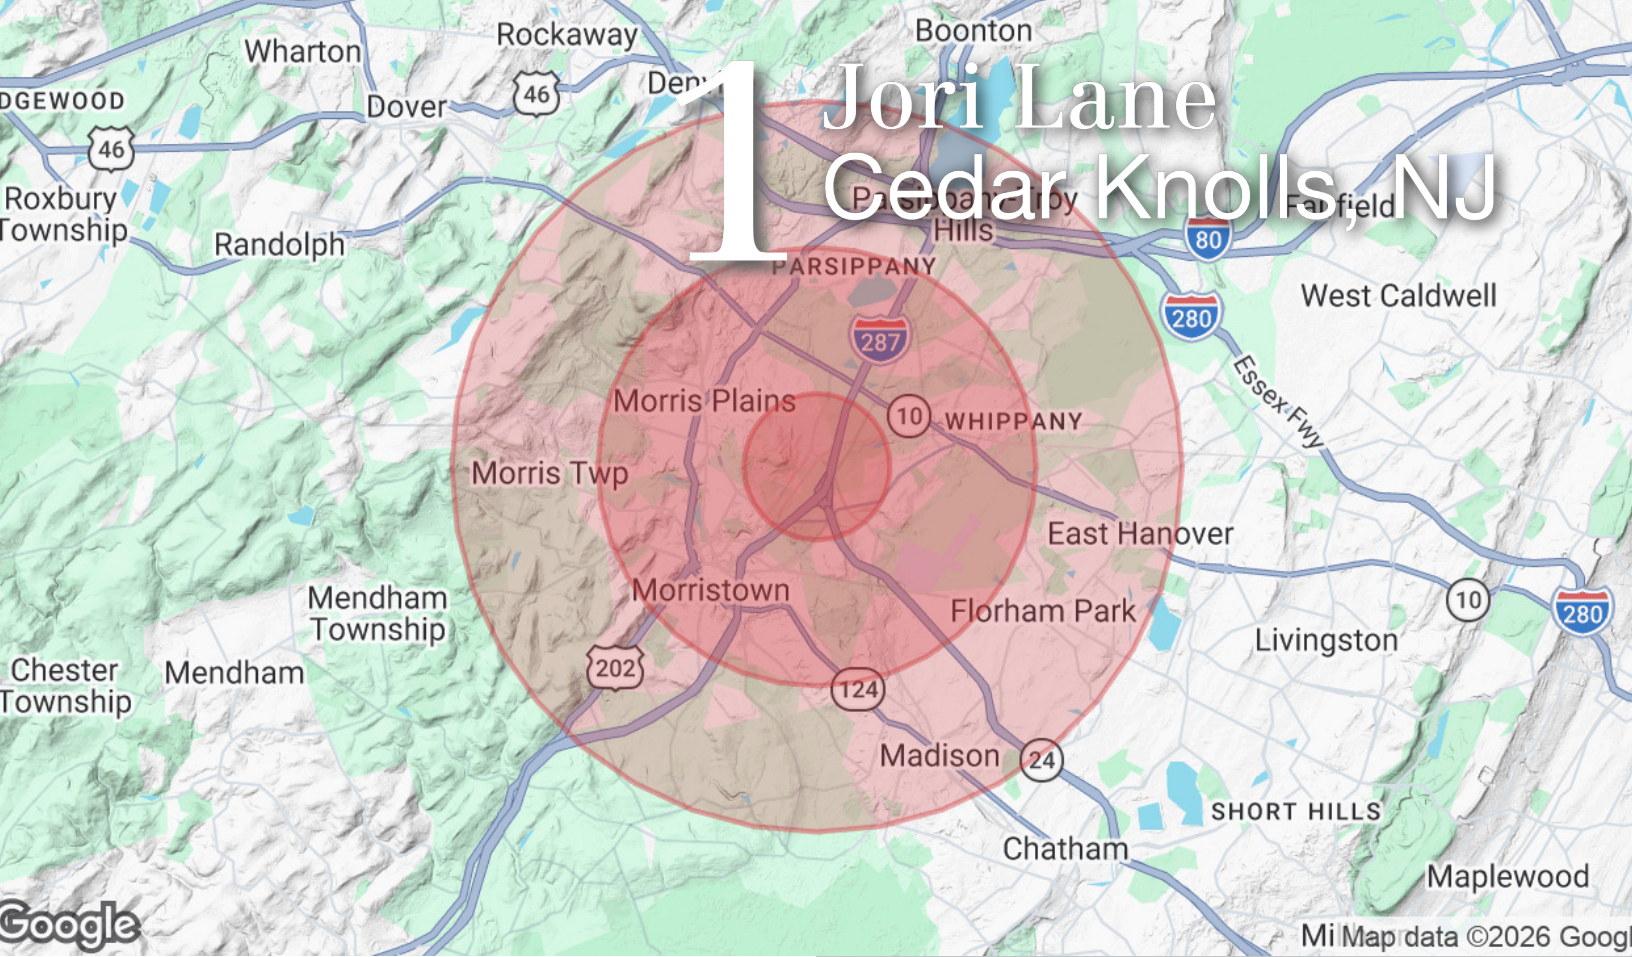 Boonton
Rockaway
Wharton
46
Dover
46
1
Jori Lane
Cedar Knolls, NJ
Roxbury
Township
Randolph
Hills
80
PARSIPPANY
West Caldwell
280
287
Essex Fwy
Morris Plains
10
WHIPPANY
Morris Twp
East Hanover
Morristown
Mendham
Township
Florham Park
10
280
Livingston
202
Chester
Township
Mendham
124
Madison
24
SHORT HILLS
Chatham
Maplewood
Google
Map data ©2026 Googl